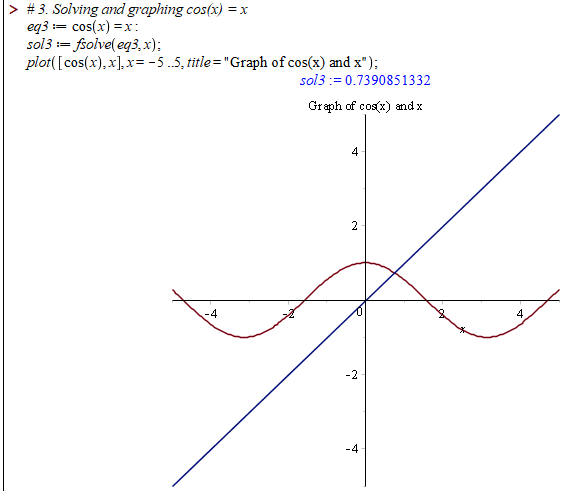 > # 3. Solving and graphing cos(x) = x
eq3 := cos(x) = x :
sol3 := fsolve(eq3, x);
plot([cos(x), x], x = -5 ..5, title = "Graph of cos(x) and x");
sol3 := 0.7390851332
Graph of cos(x) and x
4
2
-4 -2 0 2 4
x
-2
-4